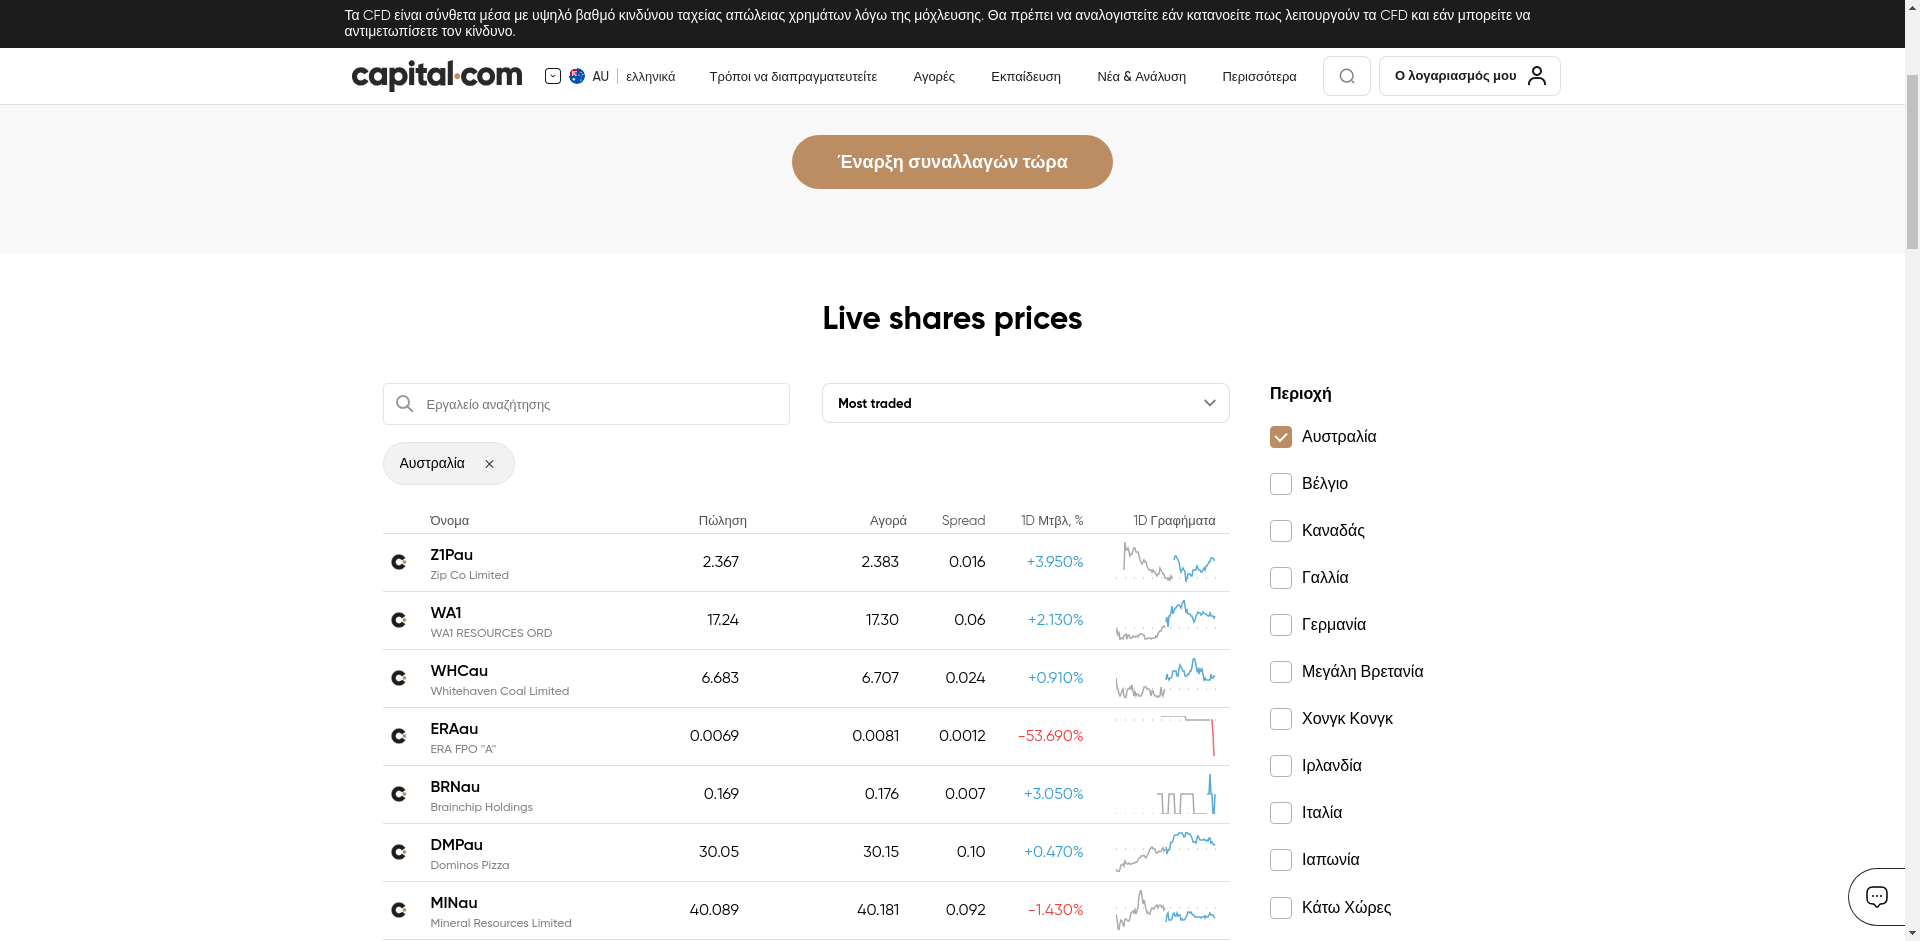 Τα CFD είναι σύνθετα μέσα με υψηλό βαθμό κινδύνου ταχείας απώλειας χρημάτων λόγω της μόχλευσης. Θα πρέπει να αναλογιστείτε εάν κατανοείτε πως λειτουργούν τα CFD και εάν μπορείτε να
αντιμετωπίσετε τον κίνδυνο.
capital.com AU ελληνικά Τρόποι να διαπραγματευτείτε Αγορές Εκπαίδευση Νέα & Ανάλυση Περισσότερα Ο λογαριασμός μου
Έναρξη συναλλαγών τώρα
Live shares prices
Εργαλείο αναζήτησης
Most traded
Αυστραλία
Όνομα Πώληση Αγορά Spread 1D Μτβλ, % 1D Γραφήματα
Z1Pau 2.367 2.383 0.016 +3.950%
Zip Co Limited
WA1 17.24 17.30 0.06 +2.130%
WA1 RESOURCES ORD
WHCau 6.683 6.707 0.024 +0.910%
Whitehaven Coal Limited
ERAau 0.0069 0.0081 0.0012 -53.690%
ERA FPO "A"
BRNau 0.169 0.176 0.007 +3.050%
Brainchip Holdings
DMPau 30.05 30.15 0.10 +0.470%
Dominos Pizza
MINau 40.089 40.181 0.092 -1.430%
Mineral Resources Limited
Περιοχή
Αυστραλία
Βέλγιο
Καναδάς
Γαλλία
Γερμανία
Μεγάλη Βρετανία
Χονγκ Κονγκ
Ιρλανδία
Ιταλία
Ιαπωνία
Κάτω Χώρες